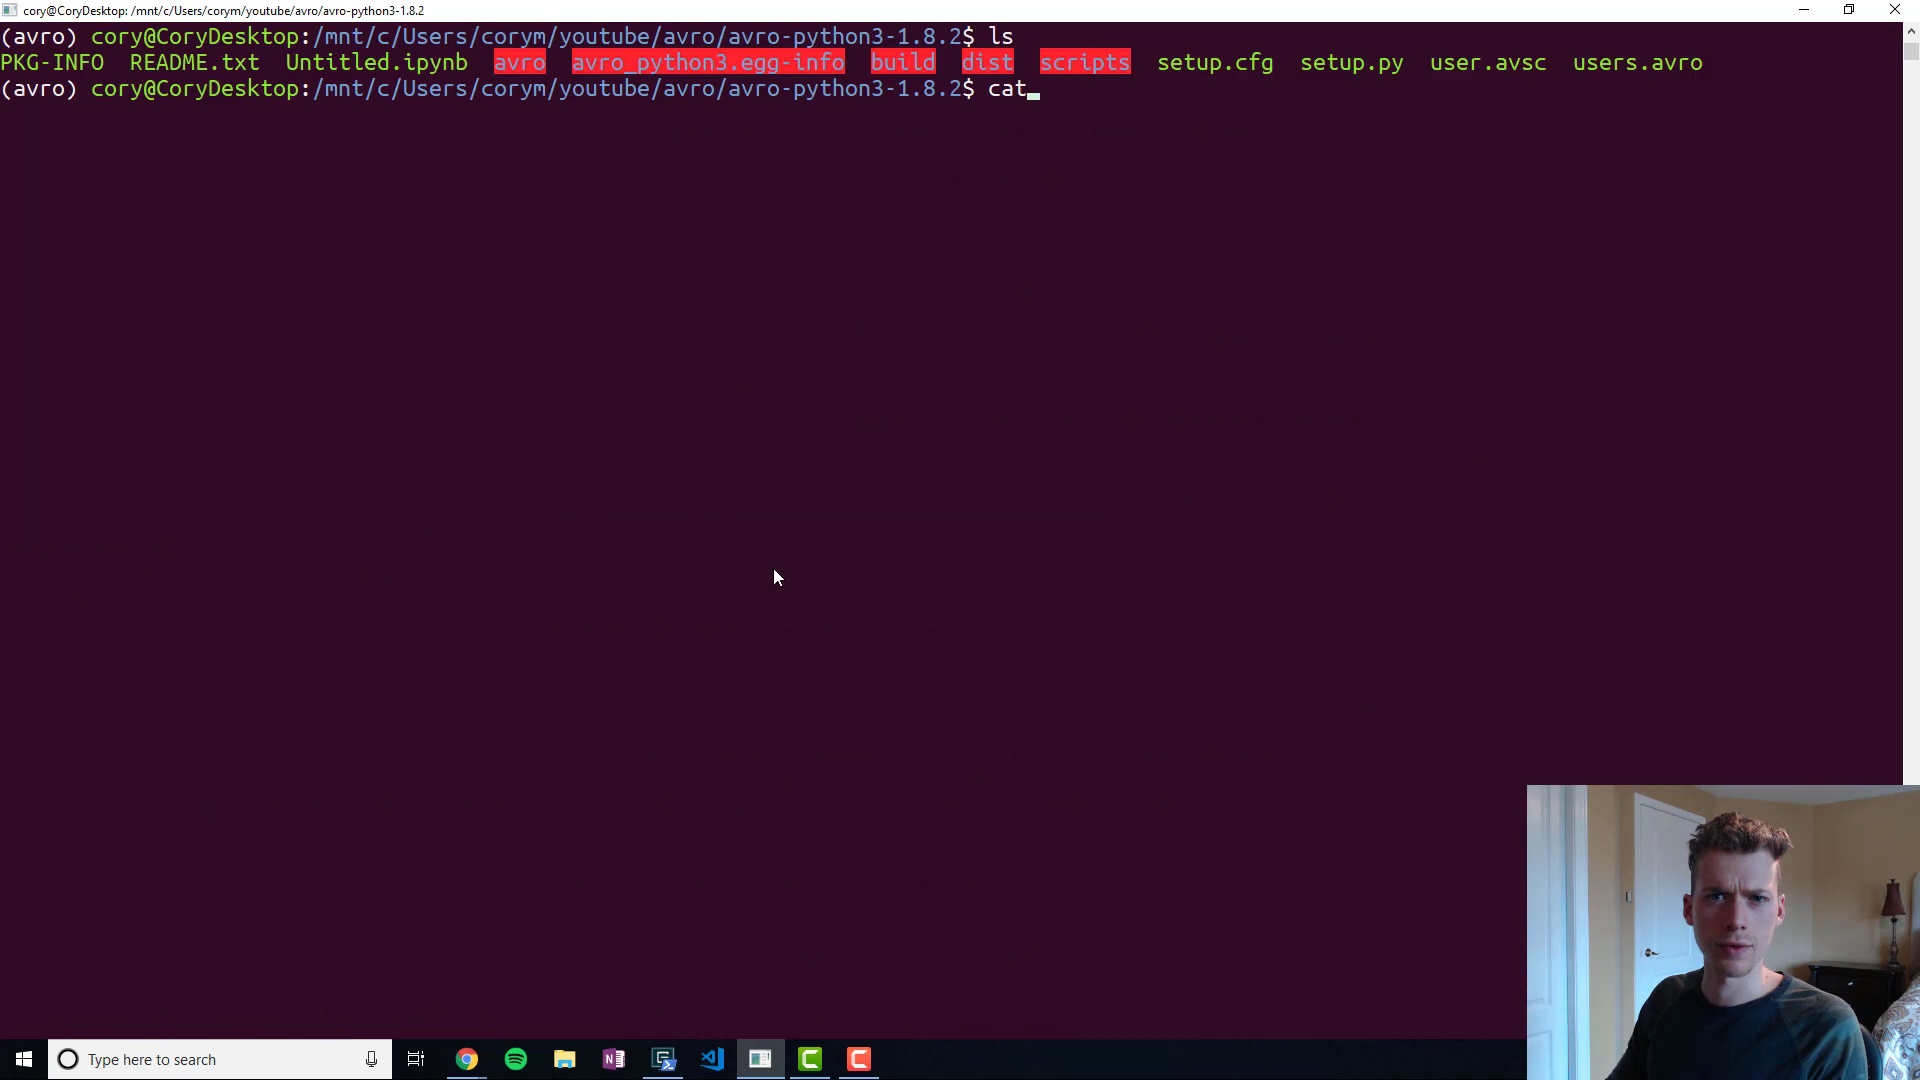 cory@CoryDesktop: /mnt/c/Users/corym/youtube/avro/avro-python3-1.8.2
(avro) cory@CoryDesktop:/mnt/c/Users/corym/youtube/avro/avro-python3-1.8.2$ ls
PKG-INFO README.txt Untitled.ipynb avro avro_python3.egg-info build dist scripts setup.cfg setup.py user.avsc users.avro
(avro) cory@CoryDesktop:/mnt/c/Users/corym/youtube/avro/avro-python3-1.8.2$ cat
Type here to search